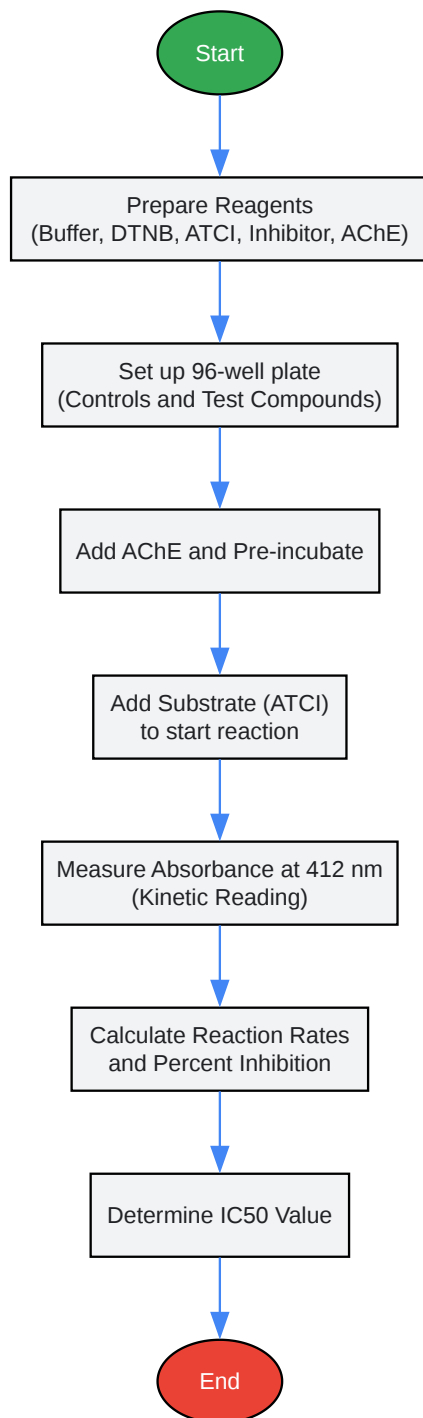 Start
Prepare Reagents
(Buffer, DTNB, ATCI, Inhibitor, AChE)
Set up 96-well plate
(Controls and Test Compounds)
Add AChE and Pre-incubate
Add Substrate (ATCI)
to start reaction
Measure Absorbance at 412 nm
(Kinetic Reading)
Calculate Reaction Rates
and Percent Inhibition
Determine IC50 Value
End